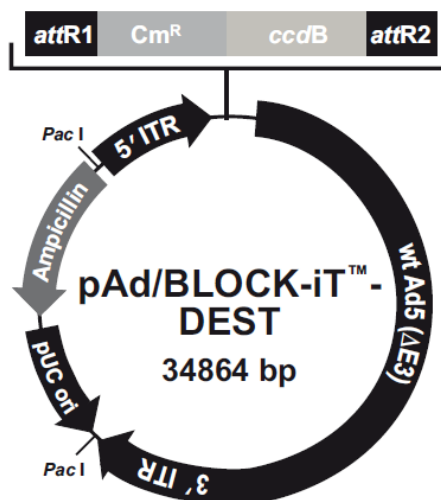 attR1 CmR ccdB attR2
Pac I
5′ ITR
Ampicillin
wt Ad5 (ΔE3)
pAd/BLOCK-iT™-
DEST
34864 bp
pUC ori
Pac I
3′ ITR